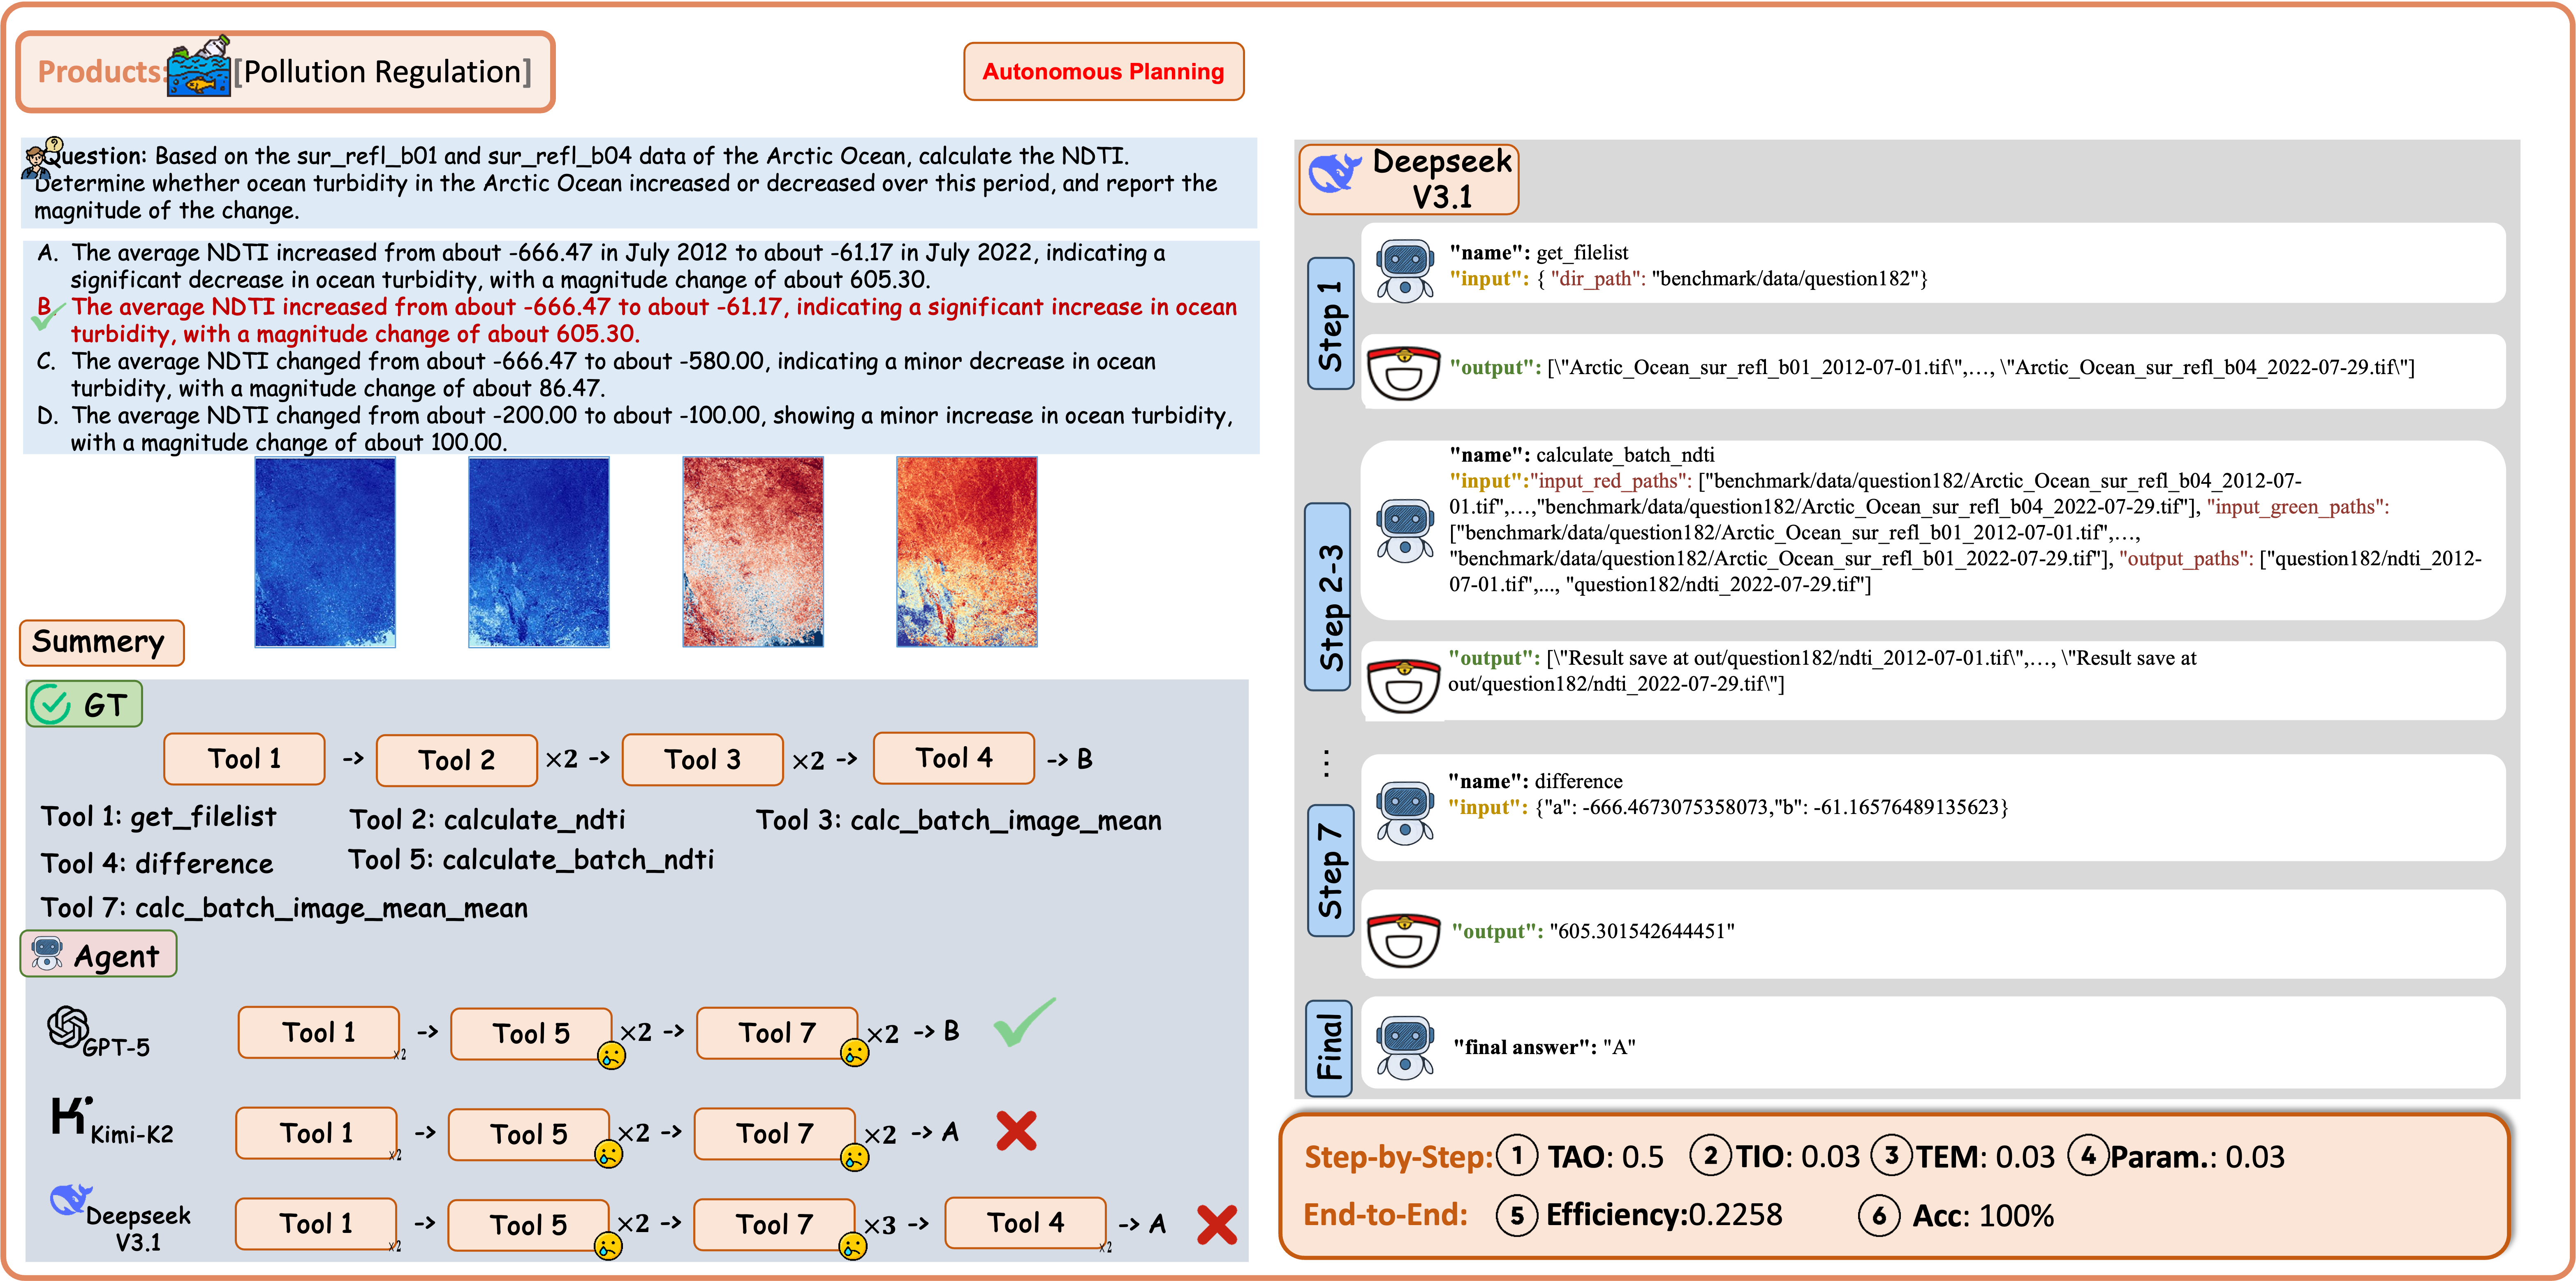 Products: [Pollution Regulation]
Autonomous Planning
Question: Based on the sur_refl_b01 and sur_refl_b04 data of the Arctic Ocean, calculate the NDTI.
Determine whether ocean turbidity in the Arctic Ocean increased or decreased over this period, and report the
magnitude of the change.
A. The average NDTI increased from about -666.47 in July 2012 to about -61.17 in July 2022, indicating a
significant decrease in ocean turbidity, with a magnitude change of about 605.30.
B. The average NDTI increased from about -666.47 to about -61.17, indicating a significant increase in ocean
turbidity, with a magnitude change of about 605.30.
C. The average NDTI changed from about -666.47 to about -580.00, indicating a minor decrease in ocean
turbidity, with a magnitude change of about 86.47.
D. The average NDTI changed from about -200.00 to about -100.00, showing a minor increase in ocean turbidity,
with a magnitude change of about 100.00.
Summery
GT
Tool 1 -> Tool 2 ×2 -> Tool 3 ×2 -> Tool 4 -> B
Tool 1: get_filelist Tool 2: calculate_ndti Tool 3: calc_batch_image_mean
Tool 4: difference Tool 5: calculate_batch_ndti
Tool 7: calc_batch_image_mean_mean
Agent
GPT-5 Tool 1 ×2 -> Tool 5 ×2 -> Tool 7 ×2 -> B
Kimi-K2 Tool 1 ×2 -> Tool 5 ×2 -> Tool 7 ×2 -> A
Deepseek
V3.1
Tool 1 ×2 -> Tool 5 ×2 -> Tool 7 ×3 -> Tool 4 ×2 -> A
Deepseek
V3.1
Step 1
"name": get_filelist
"input": { "dir_path": "benchmark/data/question182"}
"output": [\"Arctic_Ocean_sur_refl_b01_2012-07-01.tif\",…, \"Arctic_Ocean_sur_refl_b04_2022-07-29.tif\"]
Step 2-3
"name": calculate_batch_ndti
"input":"input_red_paths": ["benchmark/data/question182/Arctic_Ocean_sur_refl_b04_2012-07-
01.tif",…,"benchmark/data/question182/Arctic_Ocean_sur_refl_b04_2022-07-29.tif"], "input_green_paths":
["benchmark/data/question182/Arctic_Ocean_sur_refl_b01_2012-07-01.tif",…,
"benchmark/data/question182/Arctic_Ocean_sur_refl_b01_2022-07-29.tif"], "output_paths": ["question182/ndti_2012-
07-01.tif",..., "question182/ndti_2022-07-29.tif"]
"output": [\"Result save at out/question182/ndti_2012-07-01.tif\",…, \"Result save at
out/question182/ndti_2022-07-29.tif\"]
⋮
Step 7
"name": difference
"input": {"a": -666.4673075358073,"b": -61.16576489135623}
"output": "605.301542644451"
Final
"final answer": "A"
Step-by-Step: 1 TAO: 0.5 2 TIO: 0.03 3 TEM: 0.03 4 Param.: 0.03
End-to-End: 5 Efficiency:0.2258 6 Acc: 100%